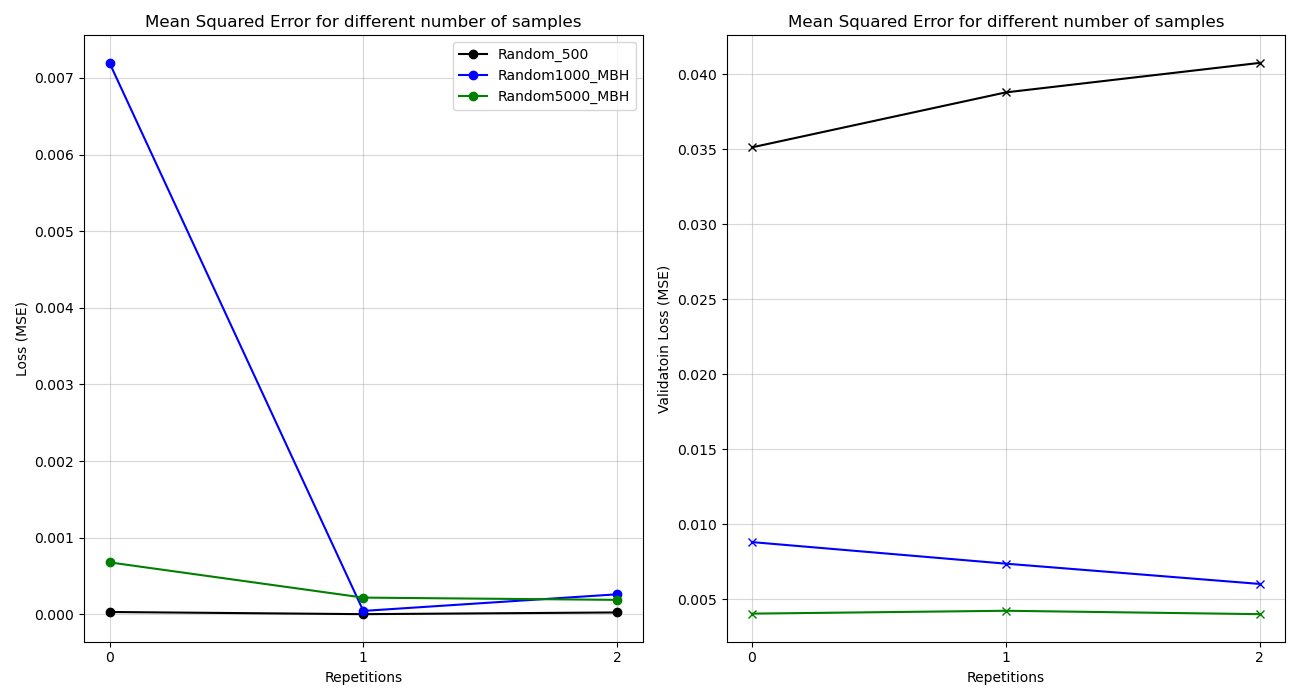 Mean Squared Error for different number of samples
Loss (MSE)
0.007
0.006
0.005
0.004
0.003
0.002
0.001
0.000
Random_500
Random1000_MBH
Random5000_MBH
0 1 2
Repetitions
Mean Squared Error for different number of samples
Validatoin Loss (MSE)
0.040
0.035
0.030
0.025
0.020
0.015
0.010
0.005
0 1 2
Repetitions